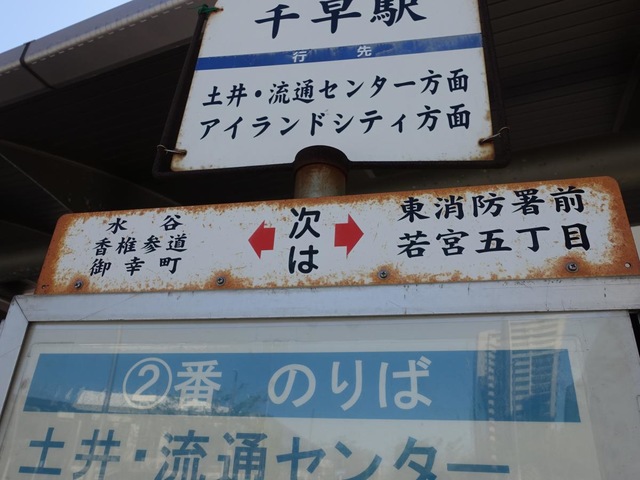 千早駅
行先
土井・流通センター方面
アイランドシティ方面
水谷
香椎参道
御幸町
次は
東消防署前
若宮五丁目
②番 のりば
土井・流通センター